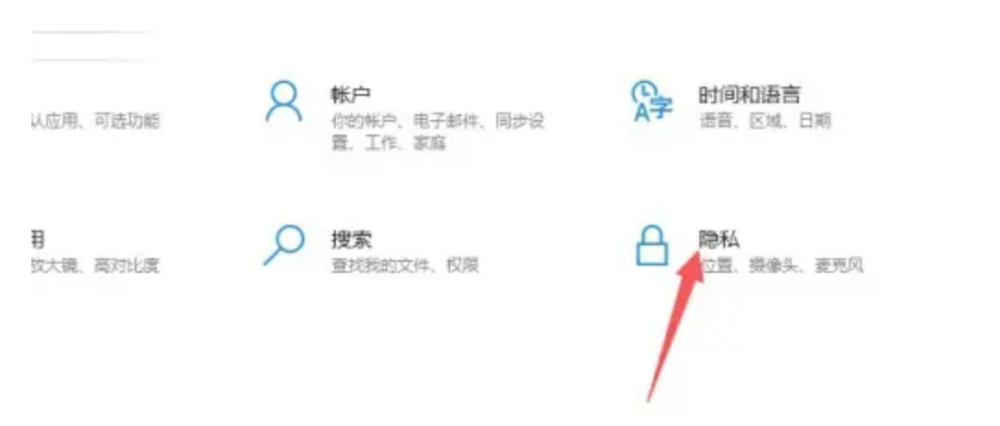 帐户
时间和语言
认应用、可选功能
你的帐户、电子邮件、同步设
语音、区域、日期
置、工作、家庭
用
搜索
隐私
放大镜、高对比度
查找我的文件、权限
位置、摄像头、麦克风